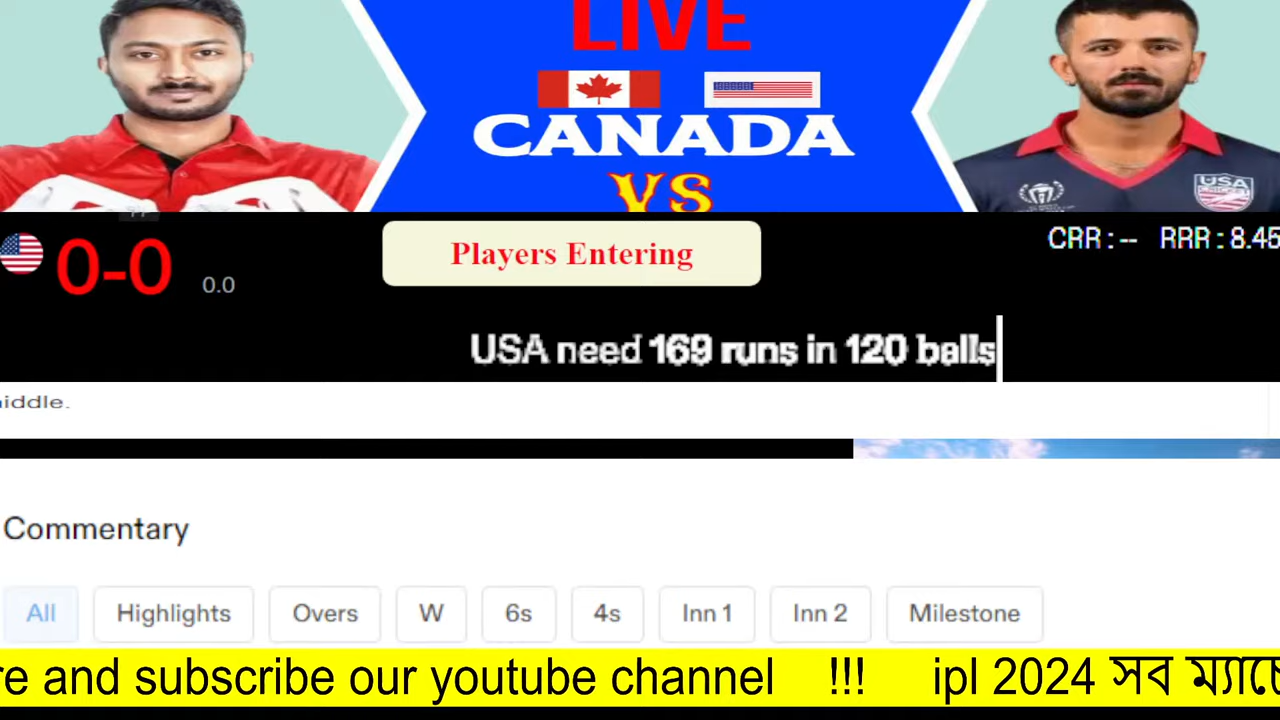 LIVE
CANADA
VS
USA
0-0
0.0
Players Entering
CRR : -- RRR : 8.45
USA need 169 runs in 120 balls
iddle.
Commentary
All Highlights Overs W 6s 4s Inn 1 Inn 2 Milestone
re and subscribe our youtube channel !!! ipl 2024 সব ম্যাচে